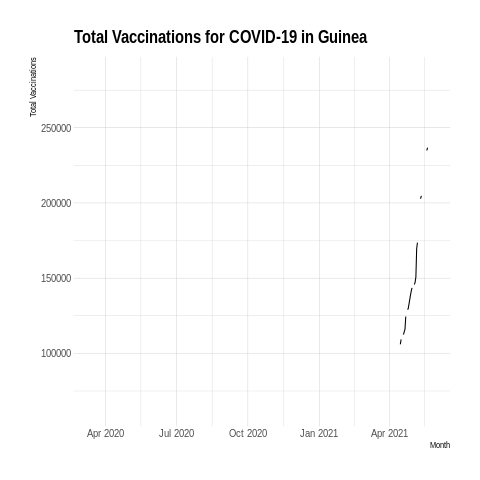 Total Vaccinations for COVID-19 in Guinea
Total Vaccinations
250000
200000
150000
100000
Apr 2020 Jul 2020 Oct 2020 Jan 2021 Apr 2021
Month